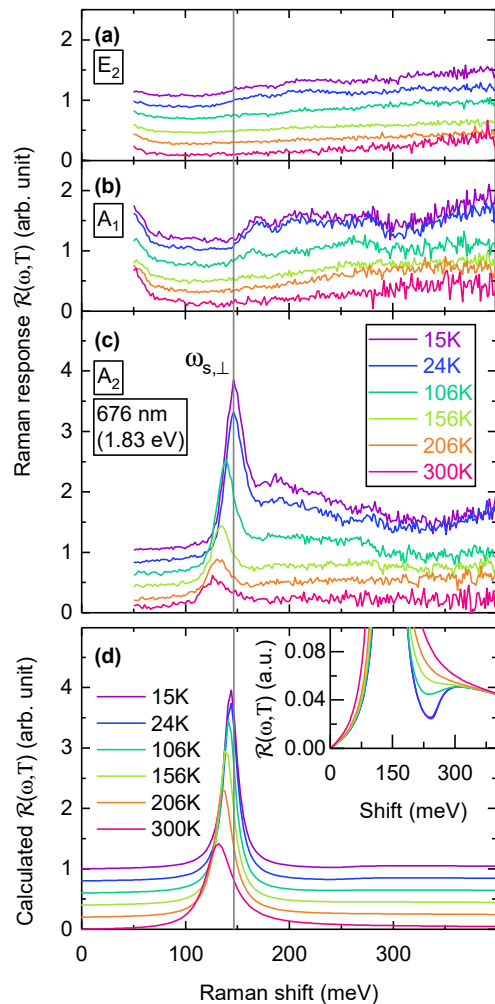 Raman response R(ω,T) (arb. unit)
(a)
E₂
2
1
0
(b)
A₁
2
1
0
(c)
A₂
676 nm
(1.83 eV)
ωs,⊥
15K
24K
106K
156K
206K
300K
4
3
2
1
0
Calculated R(ω,T) (arb. unit)
(d)
15K
24K
106K
156K
206K
300K
4
3
2
1
0
R(ω,T) (a.u.)
0.08
0.04
0.00
0 150 300
Shift (meV)
0 100 200 300
Raman shift (meV)